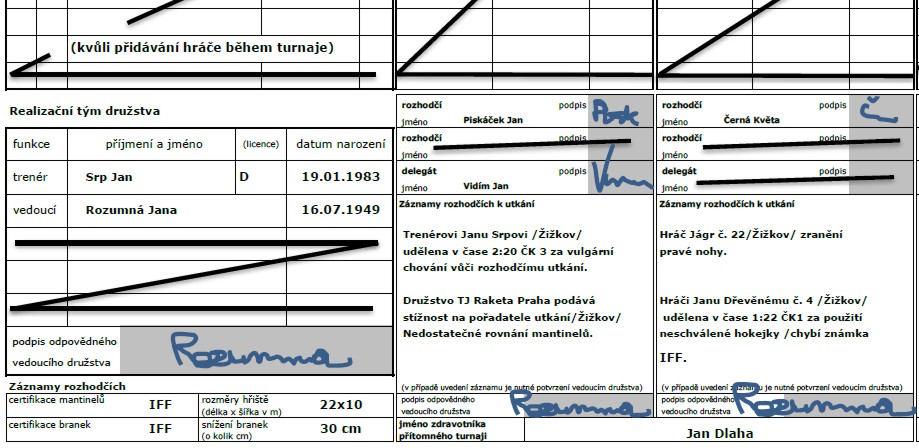 (kvůli přidávání hráče během turnaje)
Realizační tým družstva
funkce příjmení a jméno (licence) datum narození
trenér Srp Jan D 19.01.1983
vedoucí Rozumná Jana 16.07.1949
podpis odpovědného
vedoucího družstva Rozumná
Záznamy rozhodčích
certifikace mantinelů IFF rozměry hřiště
(délka x šířka v m) 22x10
certifikace branek IFF snížení branek
(o kolik cm) 30 cm
rozhodčí podpis
jméno Piskáček Jan
rozhodčí podpis
jméno
delegát podpis
jméno Vidím Jan
Záznamy rozhodčích k utkání
Trenérovi Janu Srpovi /Žižkov/
udělena v čase 2:20 ČK 3 za vulgární
chování vůči rozhodčímu utkání.
Družstvo TJ Raketa Praha podává
stížnost na pořadatele utkání/Žižkov/
Nedostatečné rovnání mantinelů.
(v případě uvedení záznamu je nutné potvrzení vedoucím družstva)
podpis odpovědného
vedoucího družstva Rozumná
rozhodčí podpis
jméno Černá Květa Č
rozhodčí podpis
jméno
delegát podpis
jméno
Záznamy rozhodčích k utkání
Hráč Jágr č. 22/Žižkov/ zranění
pravé nohy.
Hráči Janu Dřevěnému č. 4 /Žižkov/
udělena v čase 1:22 ČK1 za použití
neschválené hokejky /chybí známka
IFF.
(v případě uvedení záznamu je nutné potvrzení vedoucím družstva)
podpis odpovědného
vedoucího družstva Rozumná
jméno zdravotníka
přítomného turnaji Jan Dlaha